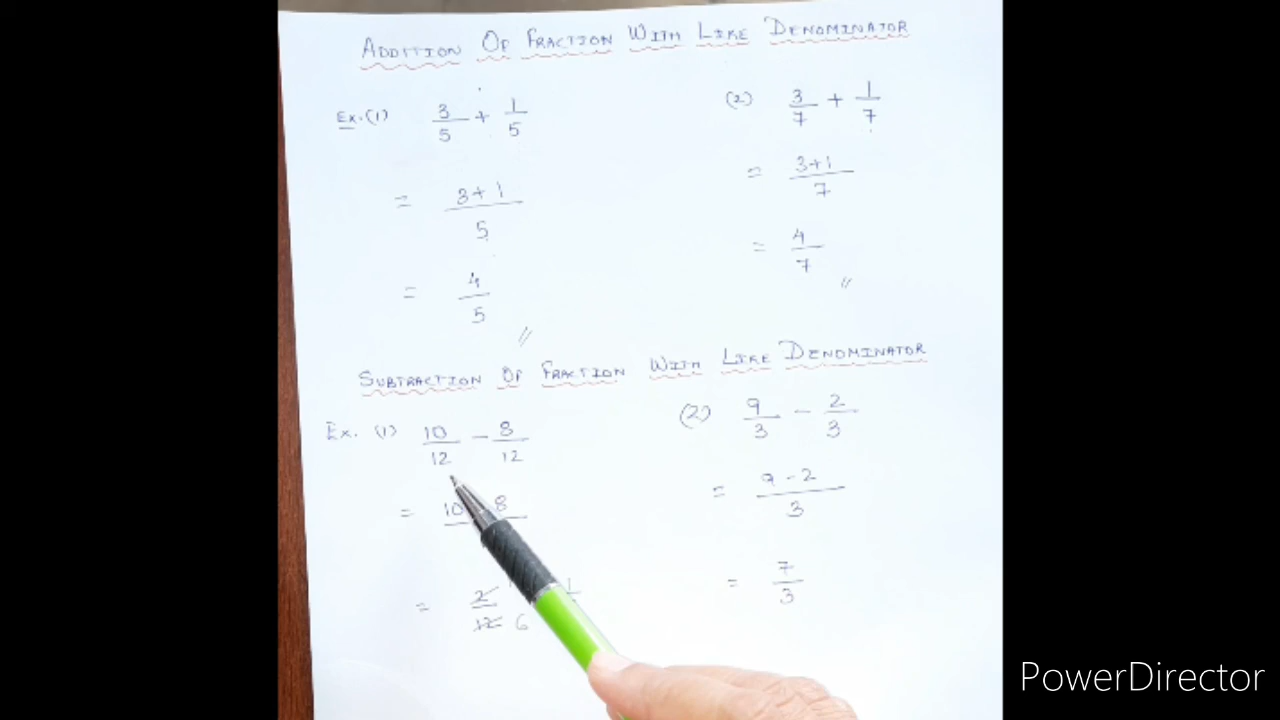 ADDITION OF FRACTION WITH LIKE DENOMINATOR
Ex. (1) 3/5 + 1/5
= 3+1/5
= 4/5 //
(2) 3/7 + 1/7
= 3+1/7
= 4/7 //
SUBTRACTION OF FRACTION WITH LIKE DENOMINATOR
Ex. (1) 10/12 - 8/12
= 10 8
= 2/12 6 1
(2) 9/3 - 2/3
= 9-2/3
= 7/3
PowerDirector